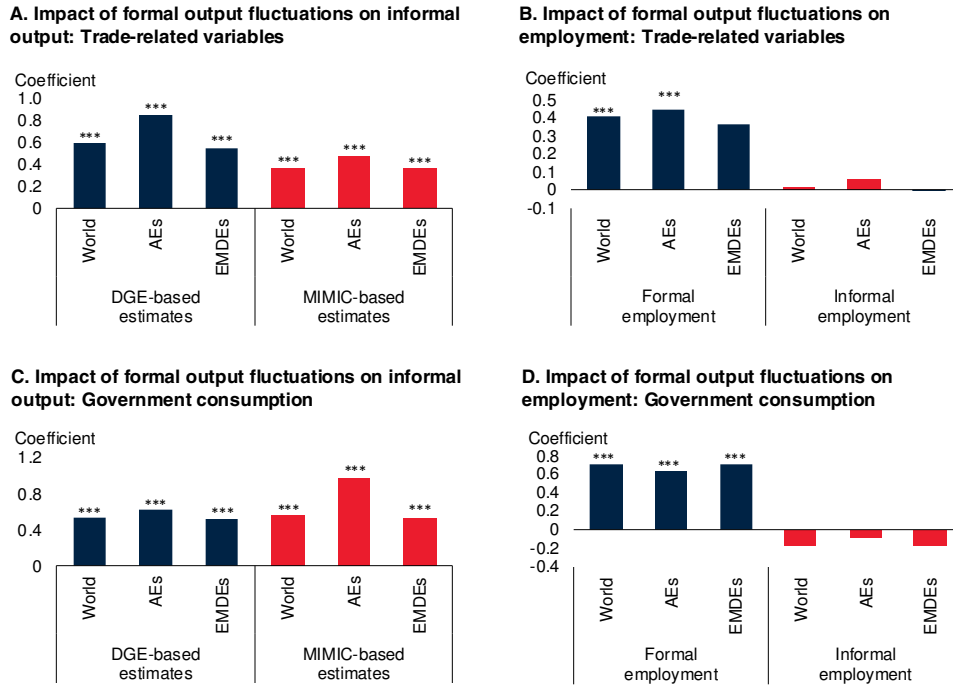 A. Impact of formal output fluctuations on informal
output: Trade-related variables
Coefficient
1.0
0.8
0.6
0.4
0.2
0
***
***
***
***
***
***
World
AEs
EMDEs
World
AEs
EMDEs
DGE-based
estimates
MIMIC-based
estimates
B. Impact of formal output fluctuations on
employment: Trade-related variables
Coefficient
0.5
0.4
0.3
0.2
0.1
0
-0.1
***
***
World
AEs
EMDEs
World
AEs
EMDEs
Formal
employment
Informal
employment
C. Impact of formal output fluctuations on informal
output: Government consumption
Coefficient
1.2
0.8
0.4
0
***
***
***
***
***
***
World
AEs
EMDEs
World
AEs
EMDEs
DGE-based
estimates
MIMIC-based
estimates
D. Impact of formal output fluctuations on
employment: Government consumption
Coefficient
0.8
0.6
0.4
0.2
0
-0.2
-0.4
***
***
***
World
AEs
EMDEs
World
AEs
EMDEs
Formal
employment
Informal
employment